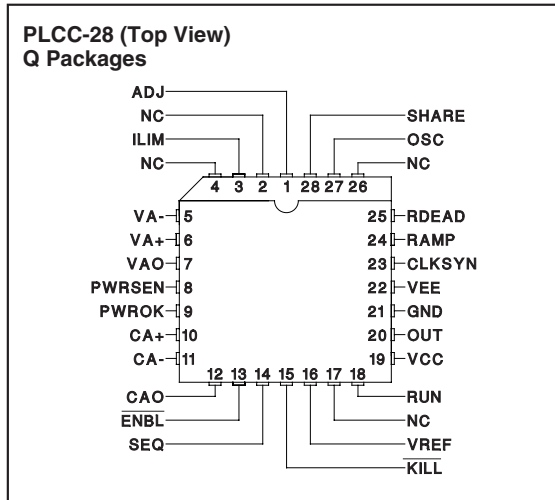 PLCC-28 (Top View)
Q Packages
ADJ
NC
ILIM
NC
SHARE
OSC
NC
4 3 2 1 28 27 26
VA- 5
VA+ 6
VAO 7
PWRSEN 8
PWROK 9
CA+ 10
CA- 11
25 RDEAD
24 RAMP
23 CLKSYN
22 VEE
21 GND
20 OUT
19 VCC
12 13 14 15 16 17 18
CAO
ENBL
SEQ
RUN
NC
VREF
KILL